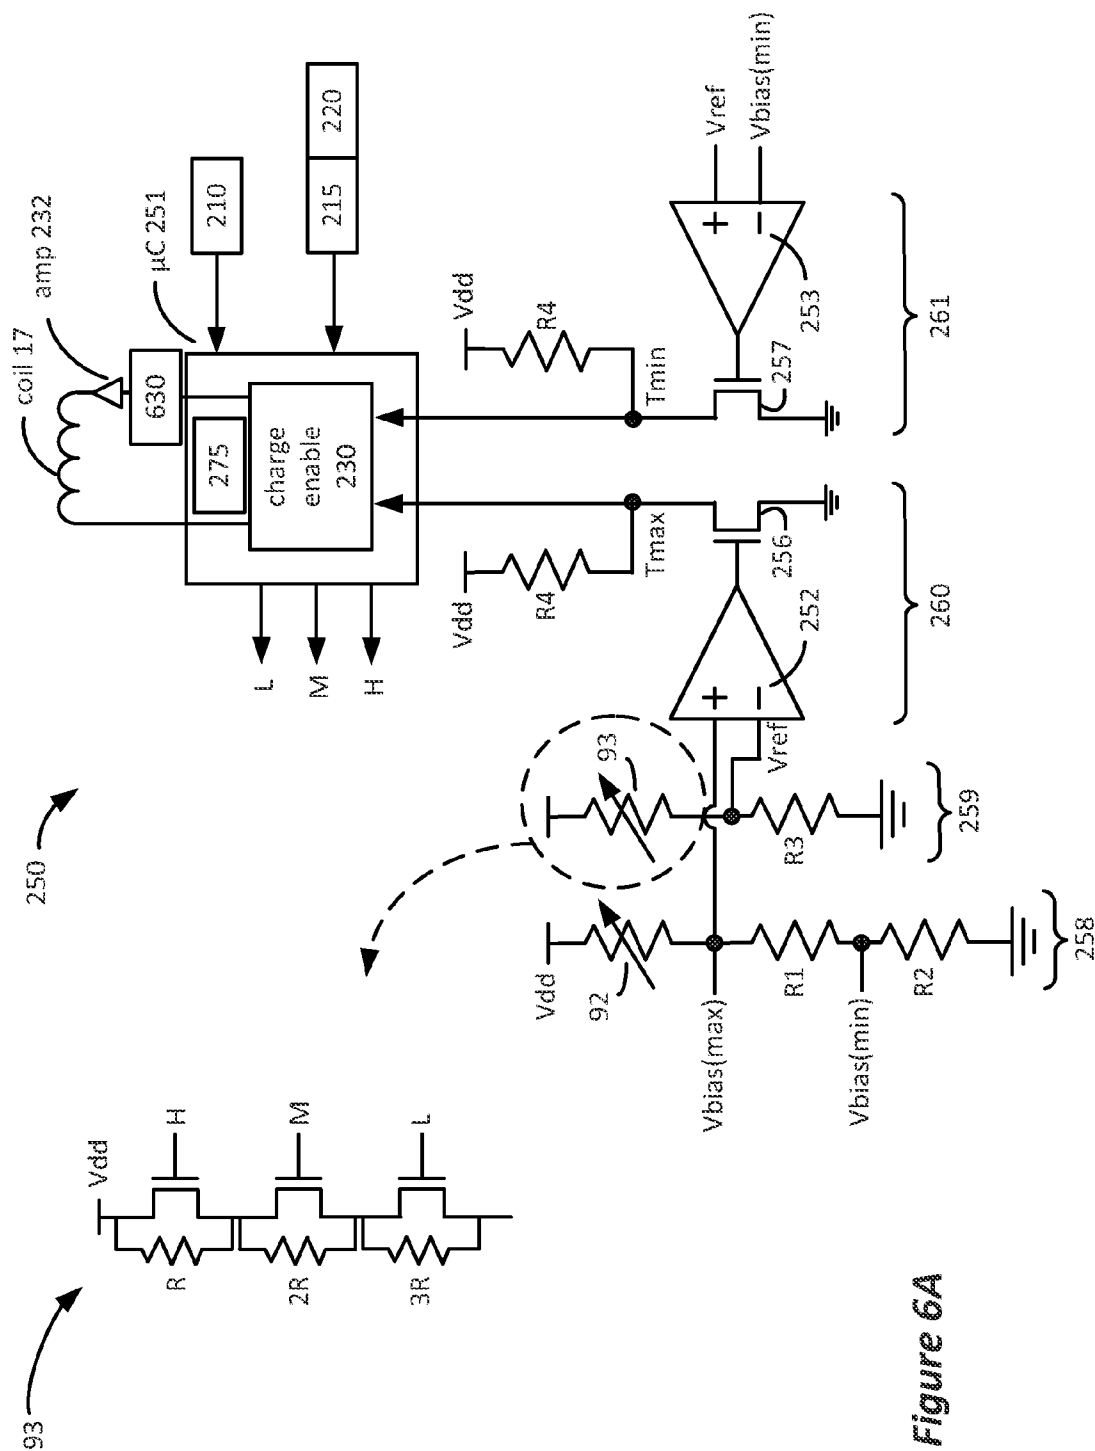 93
Vdd
R
H
2R
M
3R
L
250
coil 17
amp 232
µC 251
630
275
210
charge
enable
230
215
220
L
M
H
Vdd
R4
Tmax
Vdd
R4
Tmin
Vdd
92
93
Vbias(max)
R1
Vbias(min)
R2
R3
Vref
252
256
257
253
Vref
Vbias(min)
258
259
260
261
Figure 6A